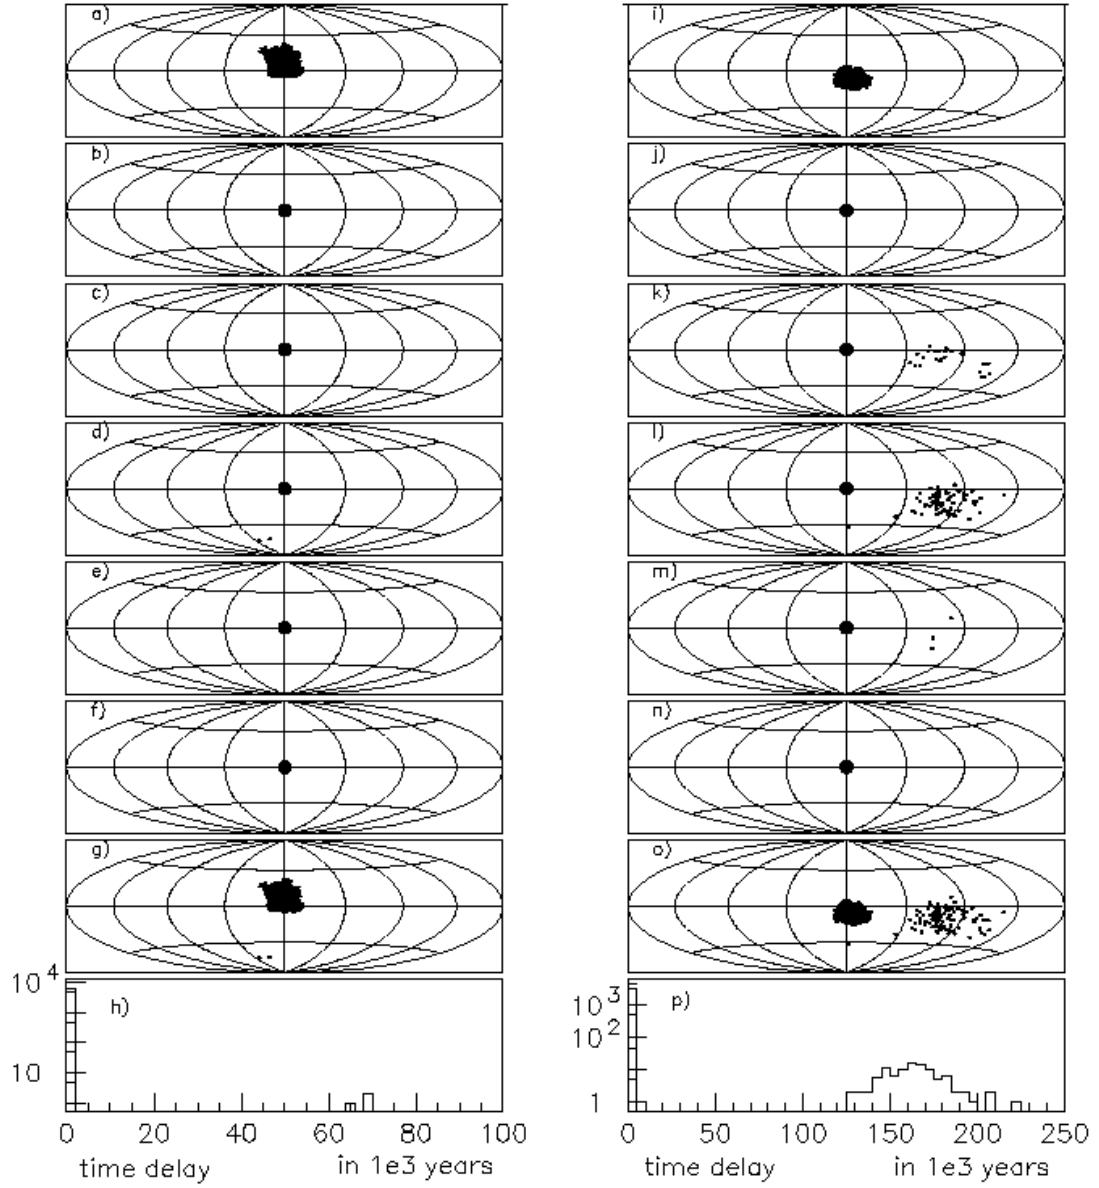 a)
i)
b)
j)
c)
k)
d)
l)
e)
m)
f)
n)
g)
o)
10^4
10
h)
10^3
10^2
1
p)
0 20 40 60 80 100
0 50 100 150 200 250
time delay in 1e3 years
time delay in 1e3 years